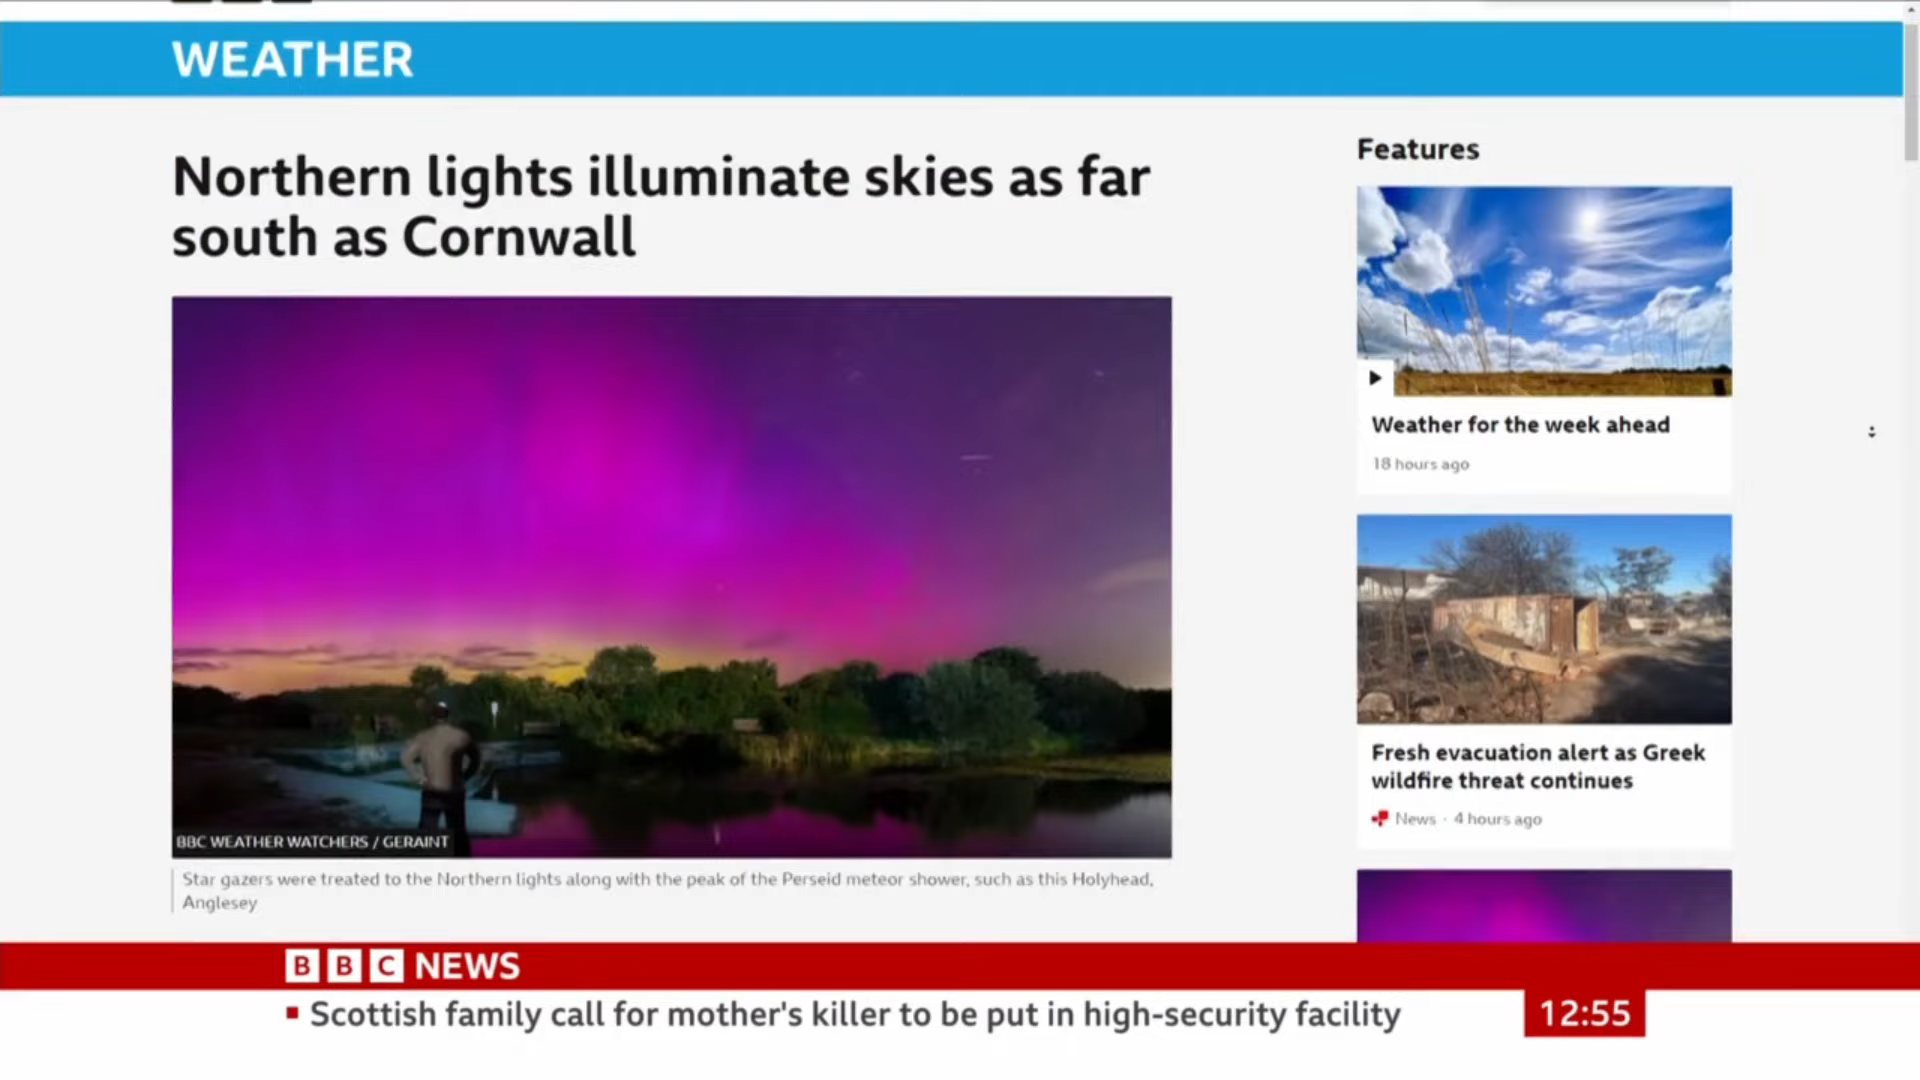 WEATHER
Northern lights illuminate skies as far
south as Cornwall
BBC WEATHER WATCHERS / GERAINT
Star gazers were treated to the Northern lights along with the peak of the Perseid meteor shower, such as this Holyhead,
Anglesey
Features
Weather for the week ahead
18 hours ago
Fresh evacuation alert as Greek
wildfire threat continues
News · 4 hours ago
BBC NEWS
Scottish family call for mother's killer to be put in high-security facility
12:55